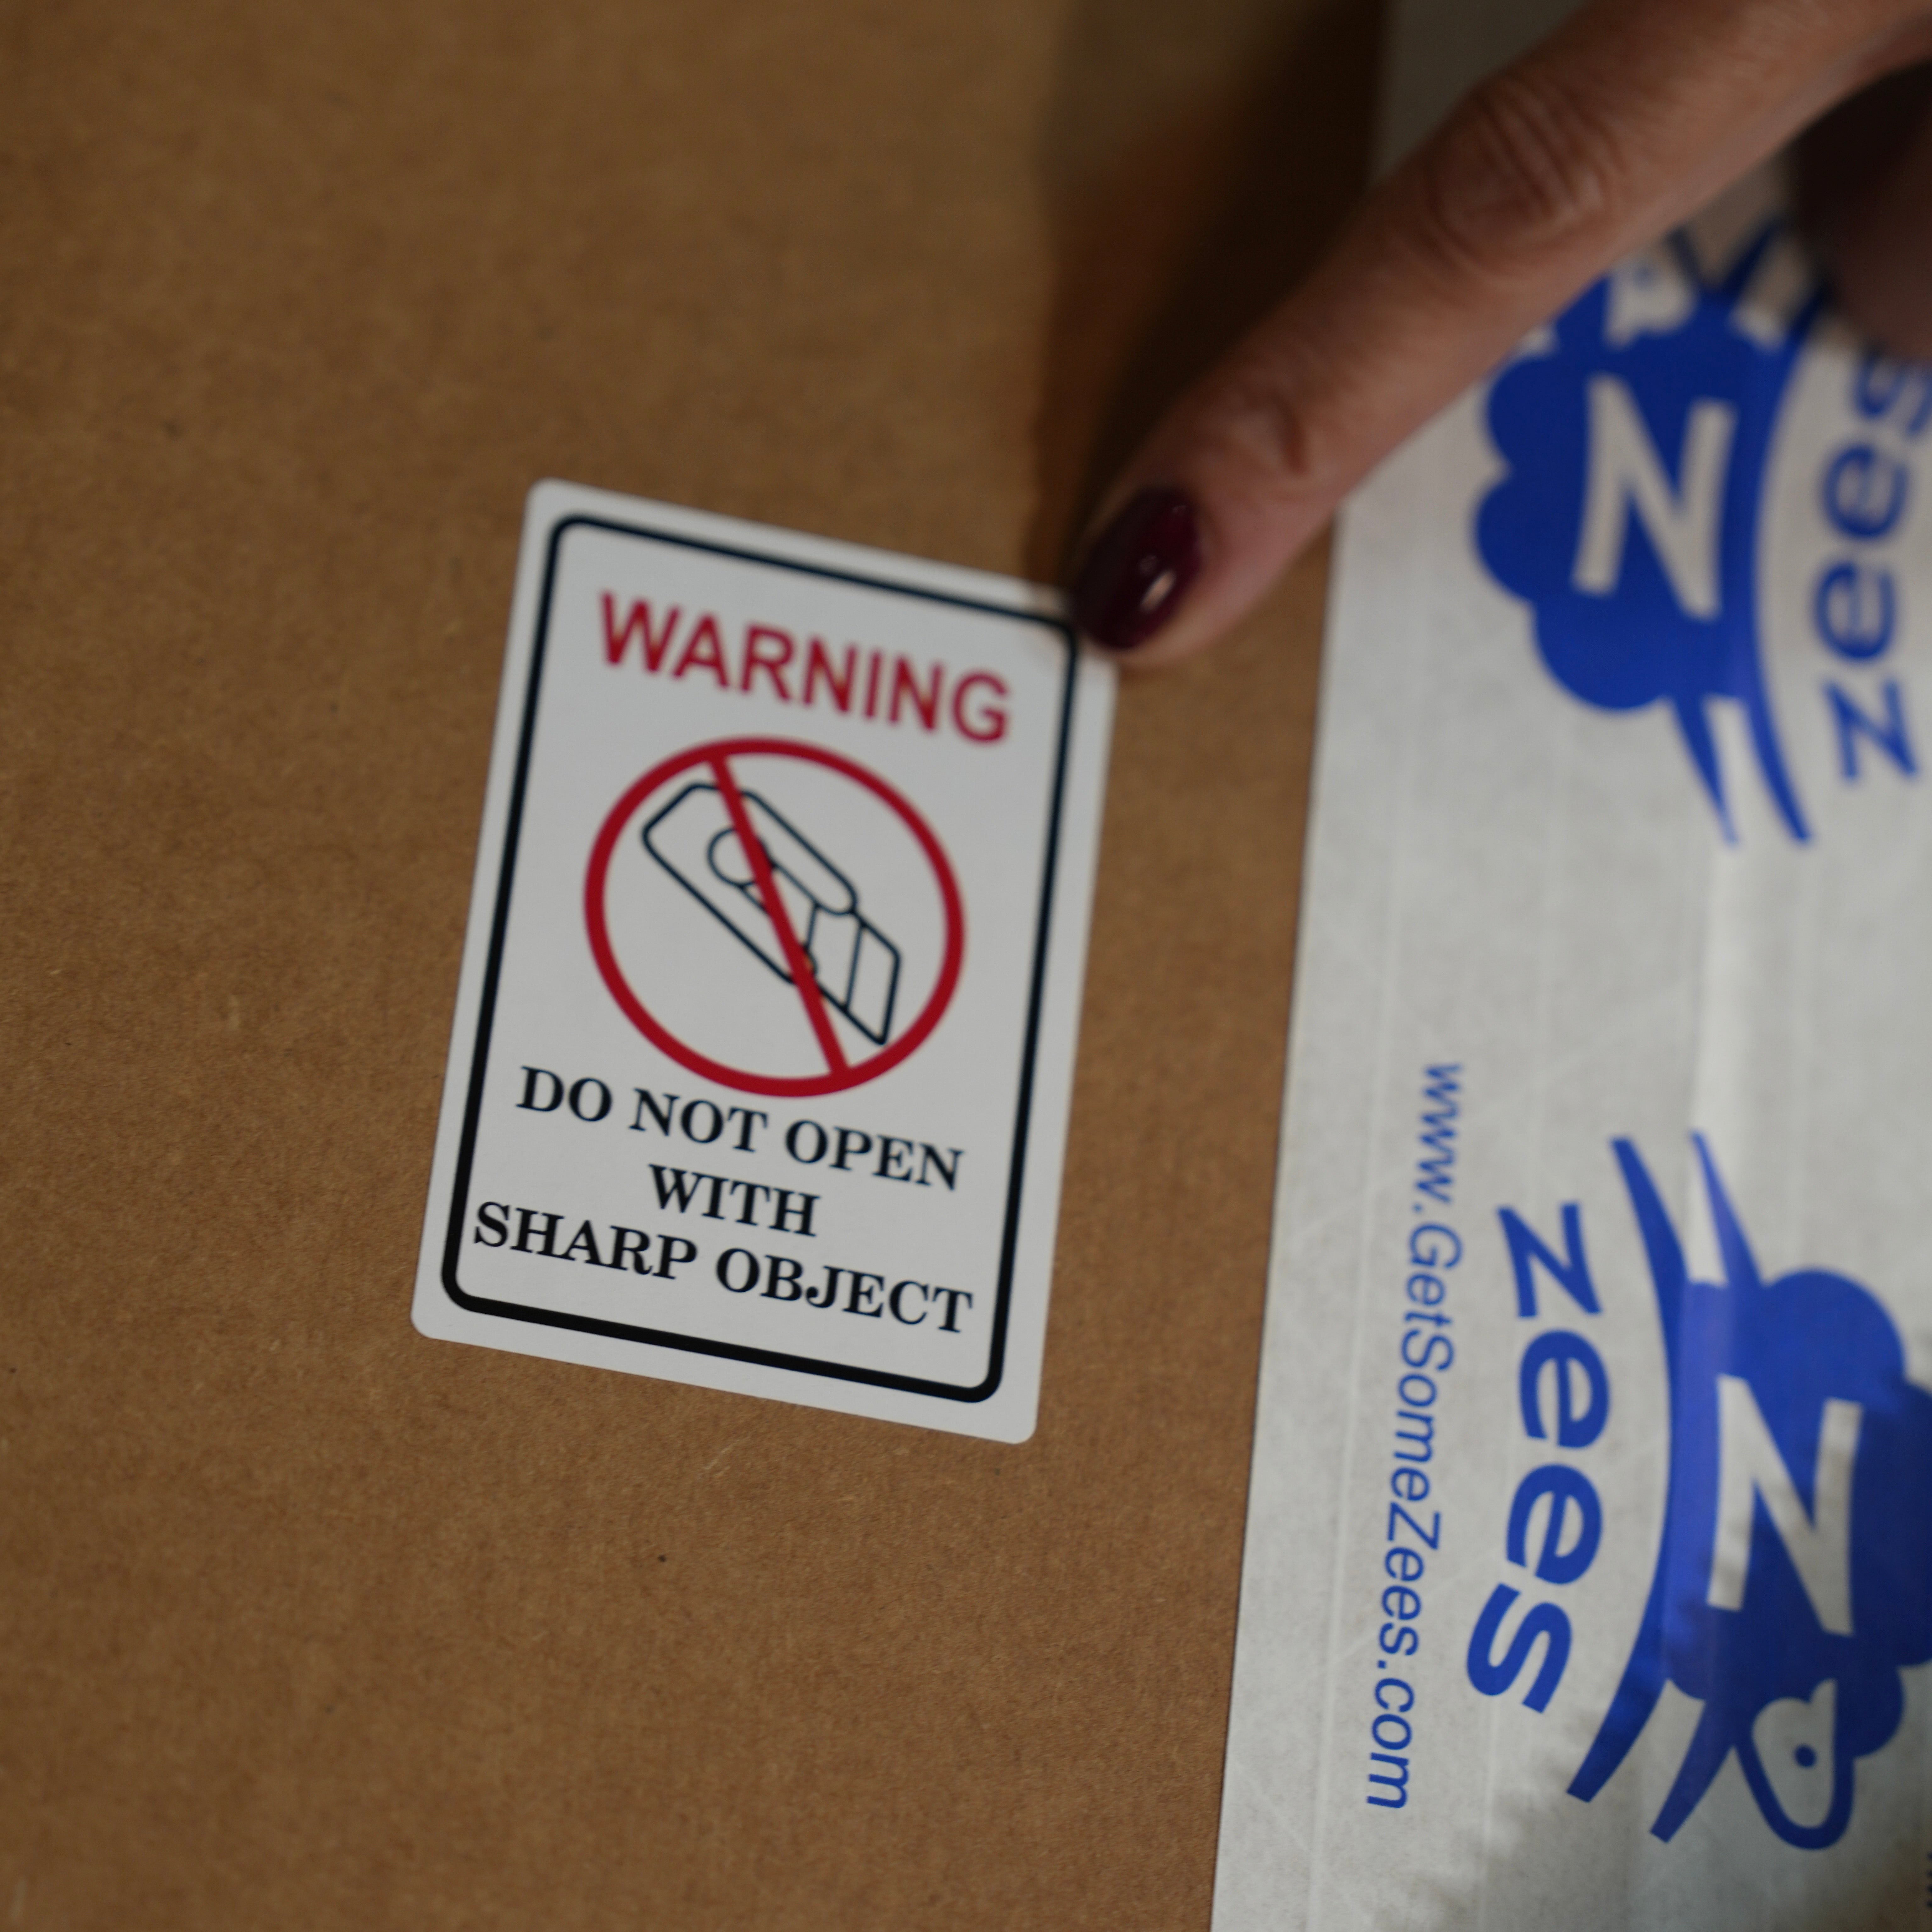 WARNING
DO NOT OPEN
WITH
SHARP OBJECT
N
zees
www.GetSomeZees.com
zees
N